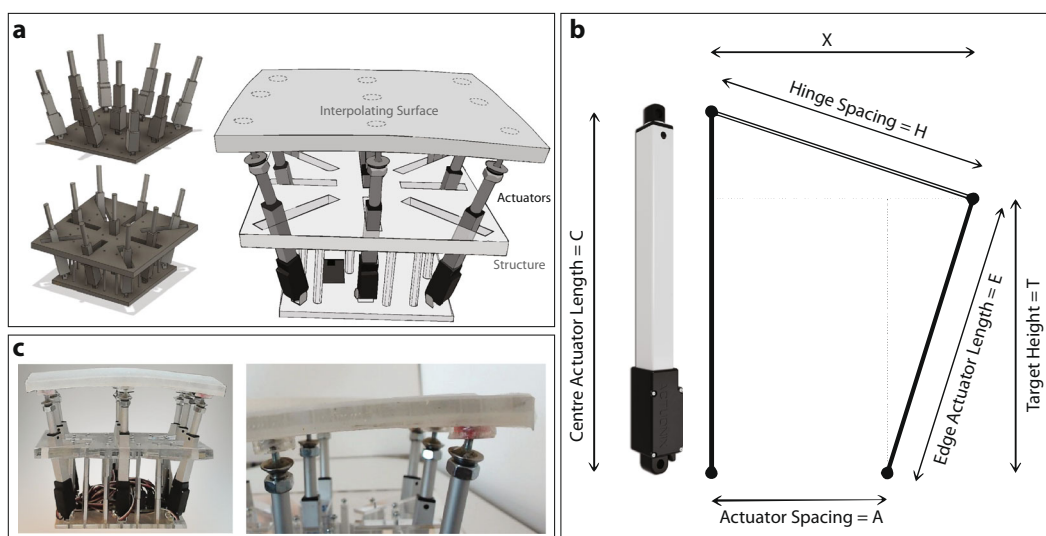 a
Interpolating Surface
Actuators
Structure
b
X
Hinge Spacing = H
Centre Actuator Length = C
Edge Actuator Length = E
Target Height = T
Actuator Spacing = A
c